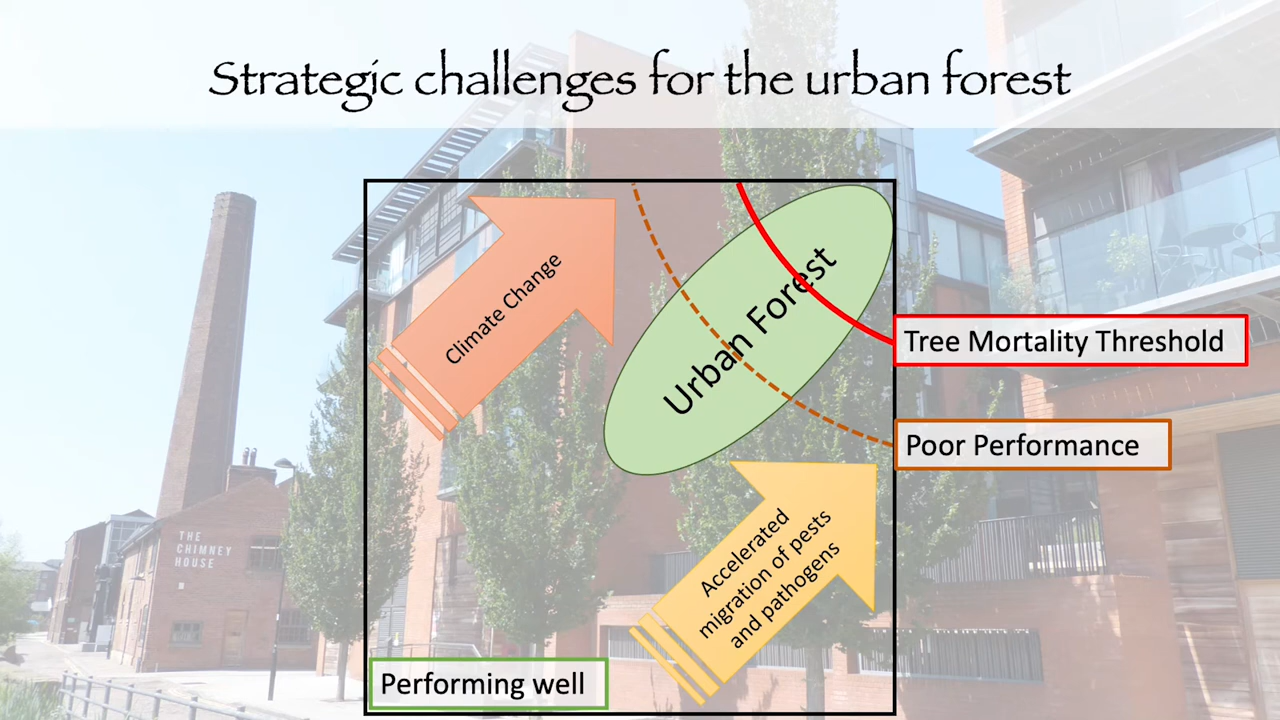 Strategic challenges for the urban forest
Climate Change
Urban Forest
Tree Mortality Threshold
Poor Performance
Accelerated
migration of pests
and pathogens
THE
CHIMNEY
HOUSE
Performing well